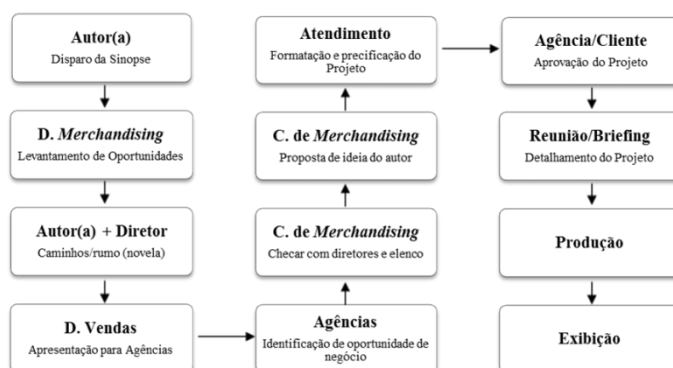 Autor(a)
Disparo da Sinopse
D. Merchandising
Levantamento de Oportunidades
Autor(a) + Diretor
Caminhos/rumo (novela)
D. Vendas
Apresentação para Agências
Agências
Identificação de oportunidade de
negócio
C. de Merchandising
Checar com diretores e elenco
C. de Merchandising
Proposta de ideia do autor
Atendimento
Formatação e precificação do
Projeto
Agência/Cliente
Aprovação do Projeto
Reunião/Briefing
Detalhamento do Projeto
Produção
Exibição